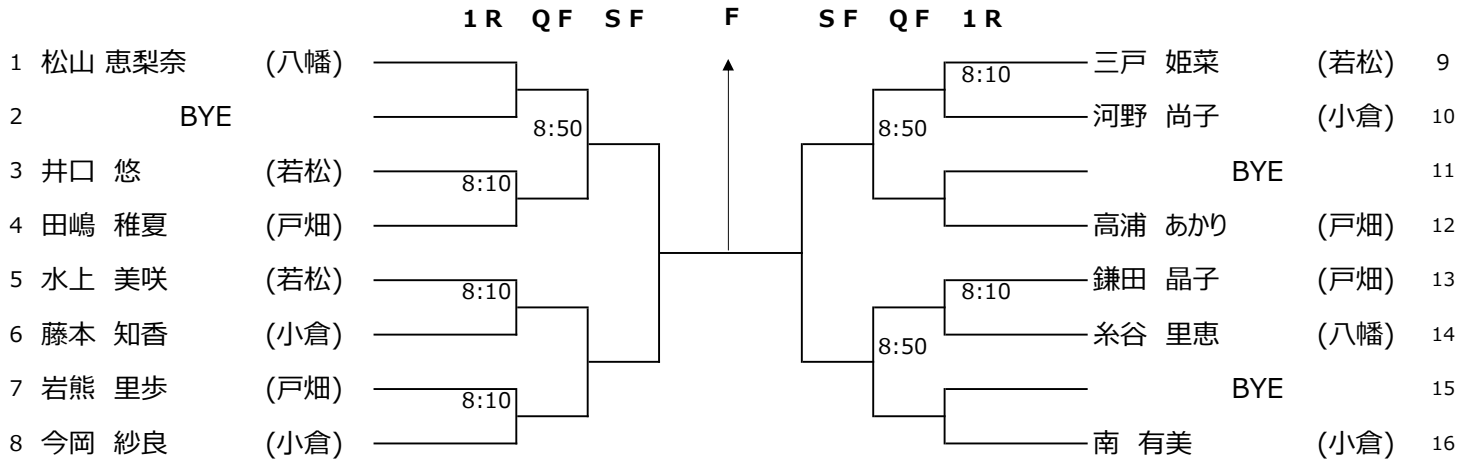 1R QF SF F SF QF 1R
1 松山 恵梨奈 (八幡) 三戸 姫菜 (若松) 9
8:10
2 BYE 河野 尚子 (小倉) 10
8:50 8:50
3 井口 悠 (若松) BYE 11
8:10
4 田嶋 稚夏 (戸畑) 高浦 あかり (戸畑) 12
5 水上 美咲 (若松) 鎌田 晶子 (戸畑) 13
8:10 8:10
6 藤本 知香 (小倉) 糸谷 里恵 (八幡) 14
8:50
7 岩熊 里歩 (戸畑) BYE 15
8:10
8 今岡 紗良 (小倉) 南 有美 (小倉) 16